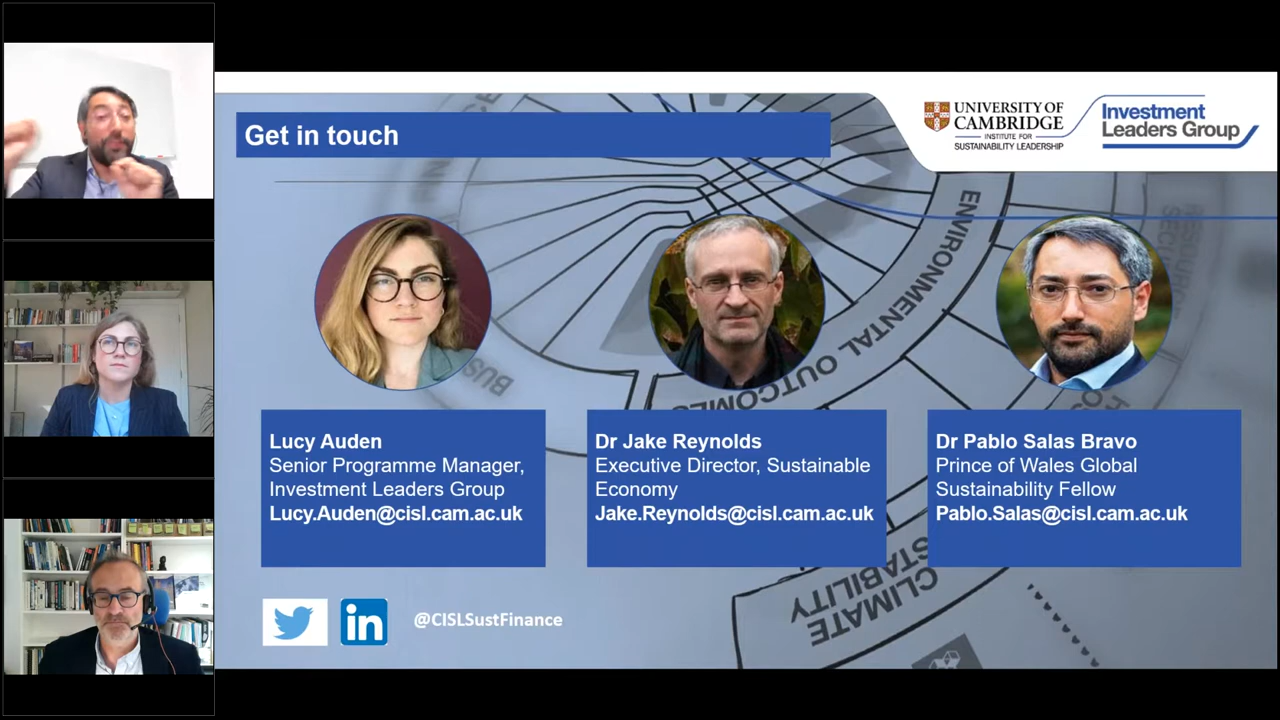 Get in touch
UNIVERSITY OF
CAMBRIDGE
INSTITUTE FOR
SUSTAINABILITY LEADERSHIP
Investment
Leaders Group
ENVIRONMENTAL OUTCOMES
Lucy Auden
Senior Programme Manager,
Investment Leaders Group
Lucy.Auden@cisl.cam.ac.uk
Dr Jake Reynolds
Executive Director, Sustainable
Economy
Jake.Reynolds@cisl.cam.ac.uk
Dr Pablo Salas Bravo
Prince of Wales Global
Sustainability Fellow
Pablo.Salas@cisl.cam.ac.uk
CLIMATE
STABILITY
in
@CISLSustFinance